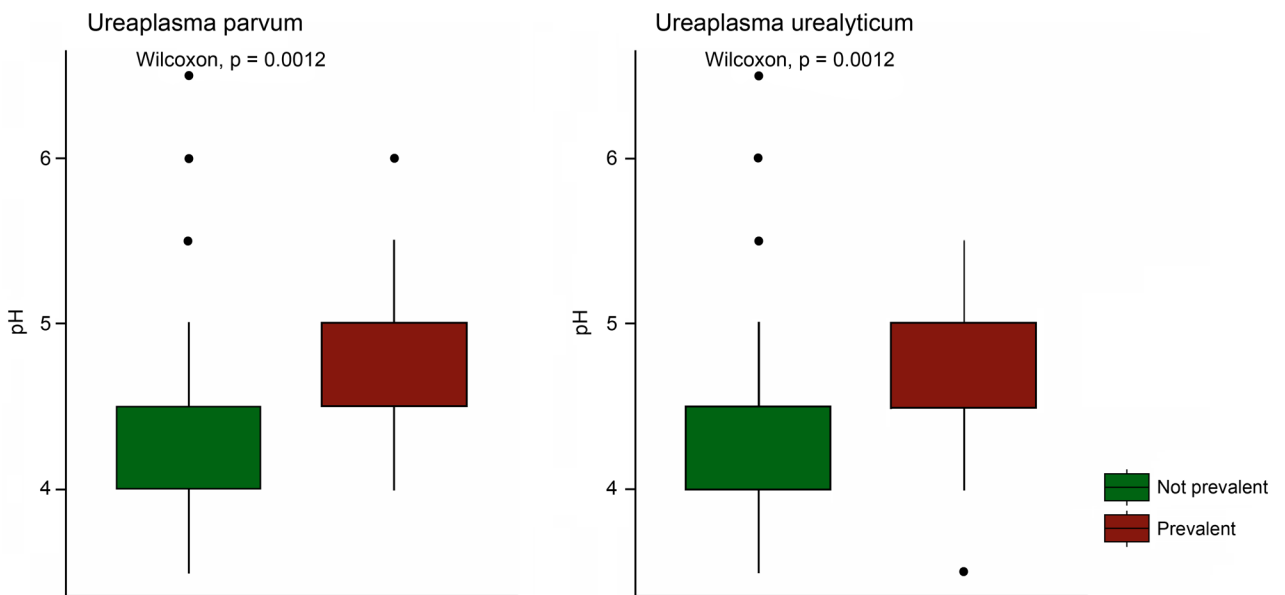 Ureaplasma parvum
Wilcoxon, p = 0.0012
6
5
4
pH
Ureaplasma urealyticum
Wilcoxon, p = 0.0012
6
5
4
pH
Not prevalent
Prevalent